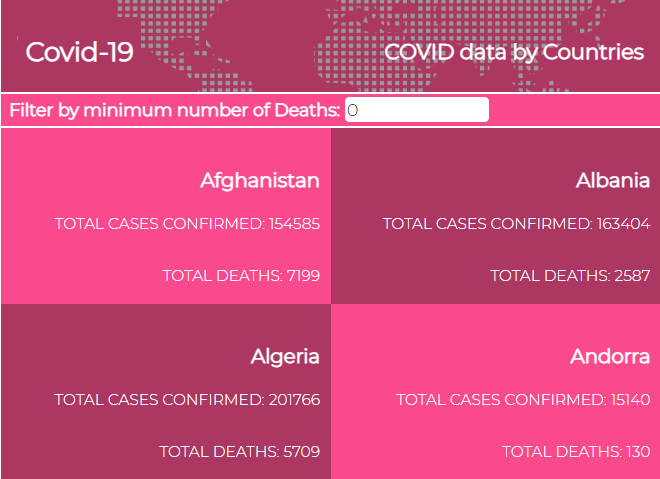 Covid-19
COVID data by Countries
Filter by minimum number of Deaths: 0
Afghanistan
TOTAL CASES CONFIRMED: 154585
TOTAL DEATHS: 7199
Albania
TOTAL CASES CONFIRMED: 163404
TOTAL DEATHS: 2587
Algeria
TOTAL CASES CONFIRMED: 201766
TOTAL DEATHS: 5709
Andorra
TOTAL CASES CONFIRMED: 15140
TOTAL DEATHS: 130